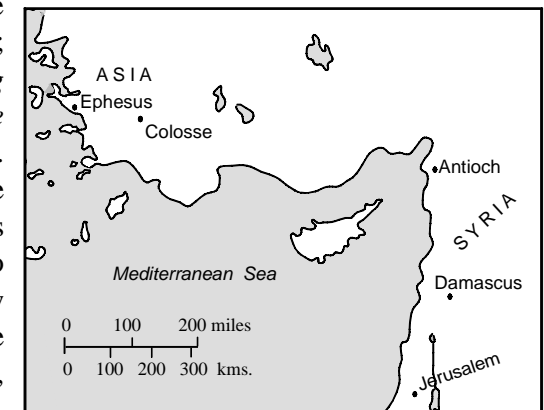 ASIA
Ephesus
Colosse
Antioch
SYRIA
Mediterranean Sea
Damascus
0 100 200 miles
0 100 200 300 kms.
Jerusalem